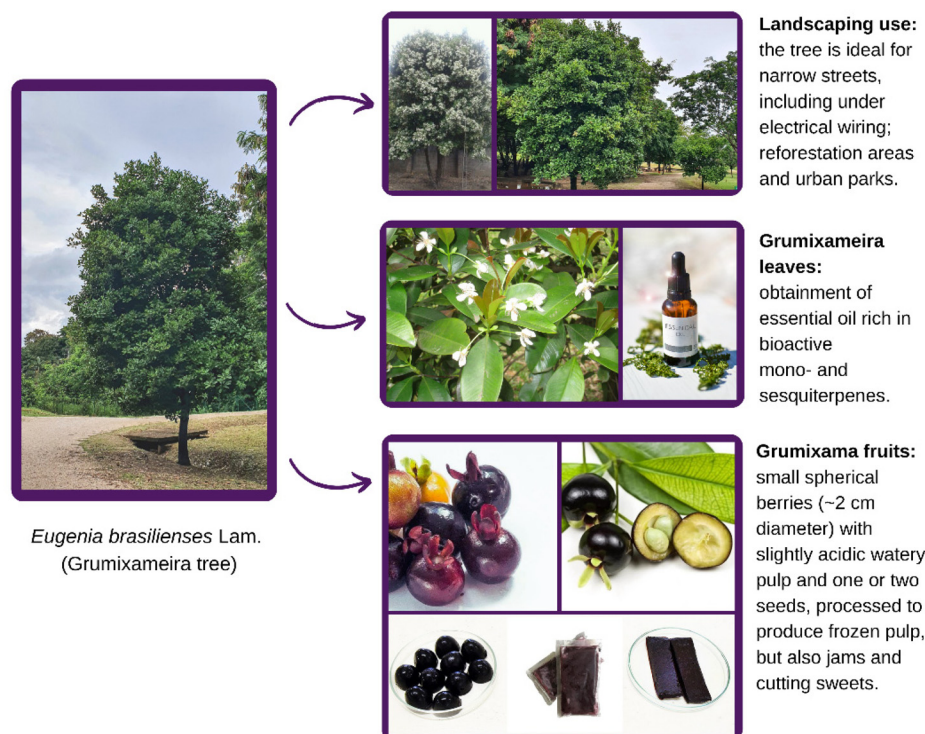 Landscaping use:
the tree is ideal for
narrow streets,
including under
electrical wiring;
reforestation areas
and urban parks.
Grumixameira
leaves:
obtainment of
essential oil rich in
bioactive
mono- and
sesquiterpenes.
Grumixama fruits:
small spherical
berries (~2 cm
diameter) with
slightly acidic watery
pulp and one or two
seeds, processed to
produce frozen pulp,
but also jams and
cutting sweets.
Eugenia brasilienses Lam.
(Grumixameira tree)